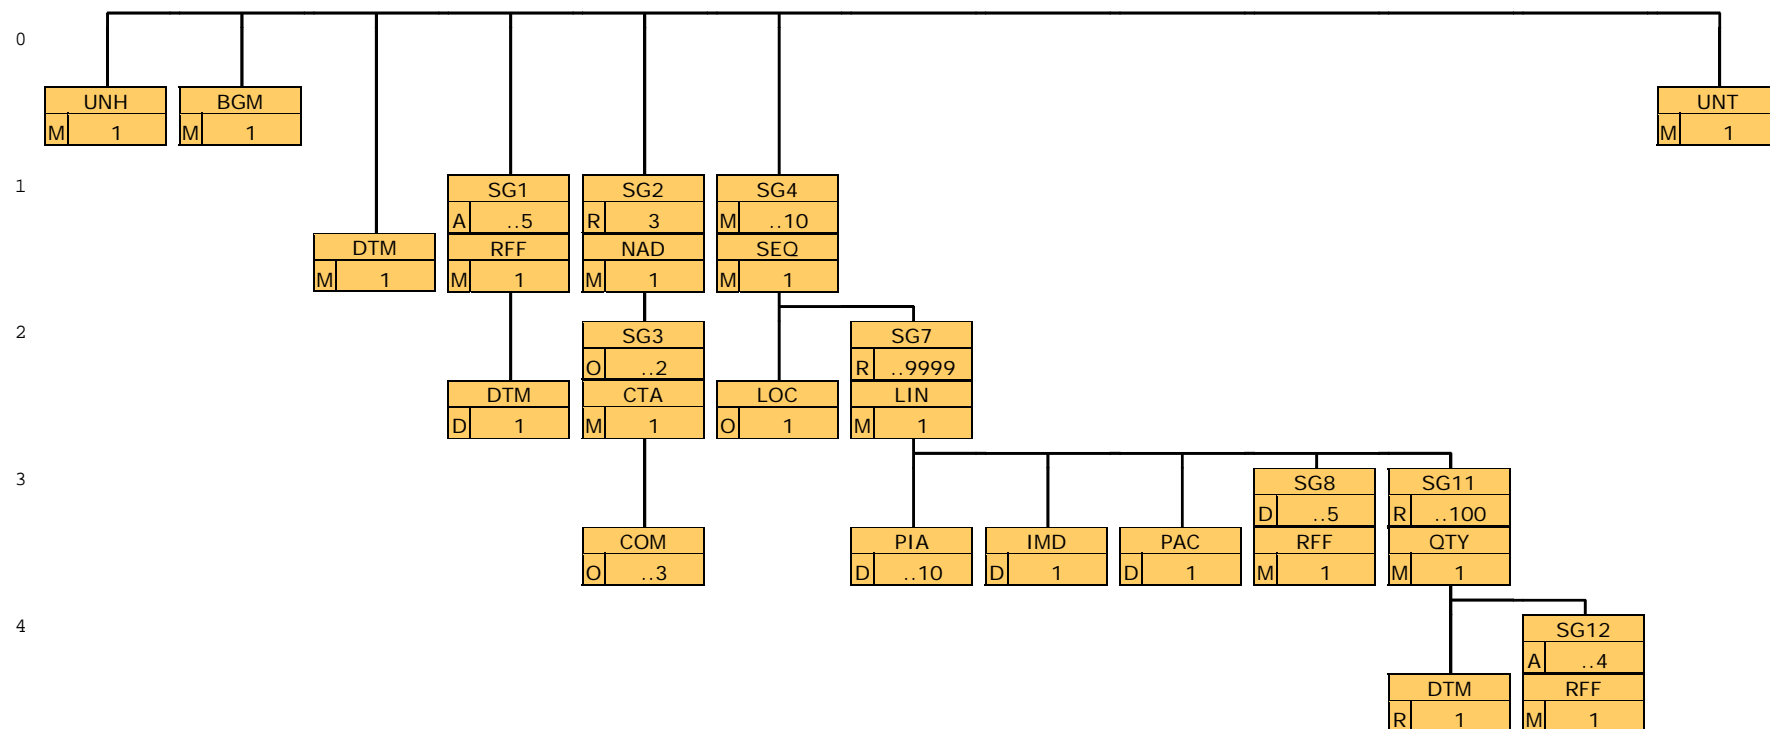 0
UNH
M 1
BGM
M 1
UNT
M 1
1
DTM
M 1
SG1
A ..5
RFF
M 1
SG2
R 3
NAD
M 1
SG4
M ..10
SEQ
M 1
2
DTM
D 1
SG3
O ..2
CTA
M 1
LOC
O 1
SG7
R ..9999
LIN
M 1
3
COM
O ..3
PIA
D ..10
IMD
D 1
PAC
D 1
SG8
D ..5
RFF
M 1
SG11
R ..100
QTY
M 1
4
DTM
R 1
SG12
A ..4
RFF
M 1